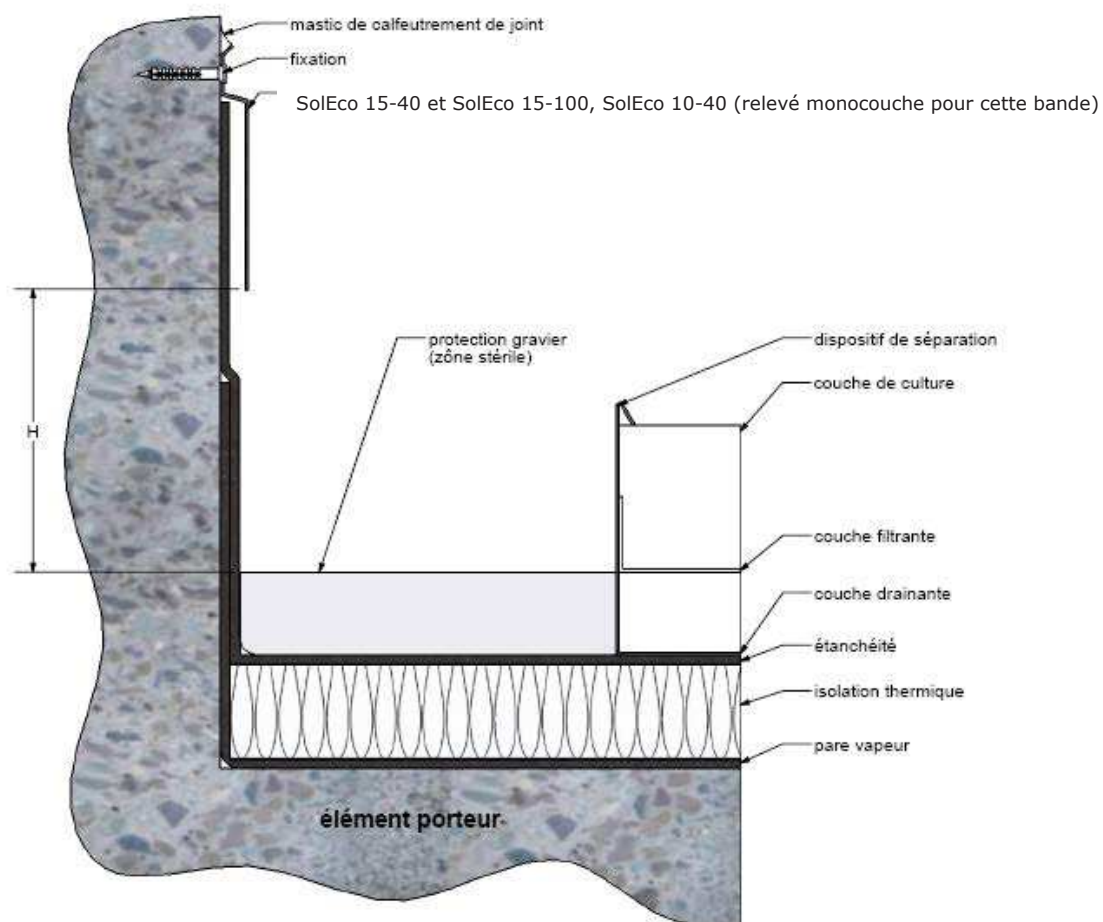 mastic de calfeutrement de joint
fixation
SolEco 15-40 et SolEco 15-100, SolEco 10-40 (relevé monocouche pour cette bande)
protection gravier
(zône stérile)
dispositif de séparation
couche de culture
H
couche filtrante
couche drainante
étanchéité
isolation thermique
pare vapeur
élément porteur